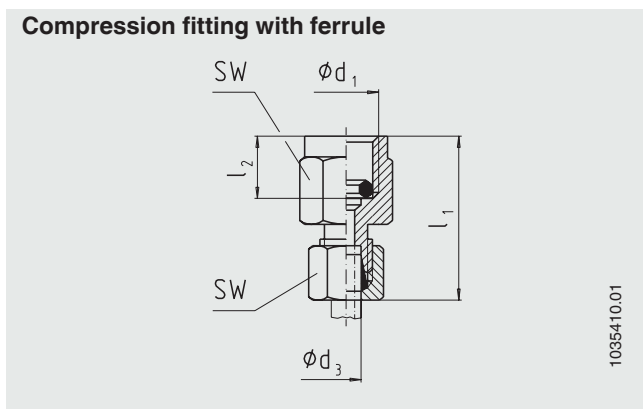 Compression fitting with ferrule
SW
Ød₁
l₂
l₁
SW
Ød₃
1035410.01